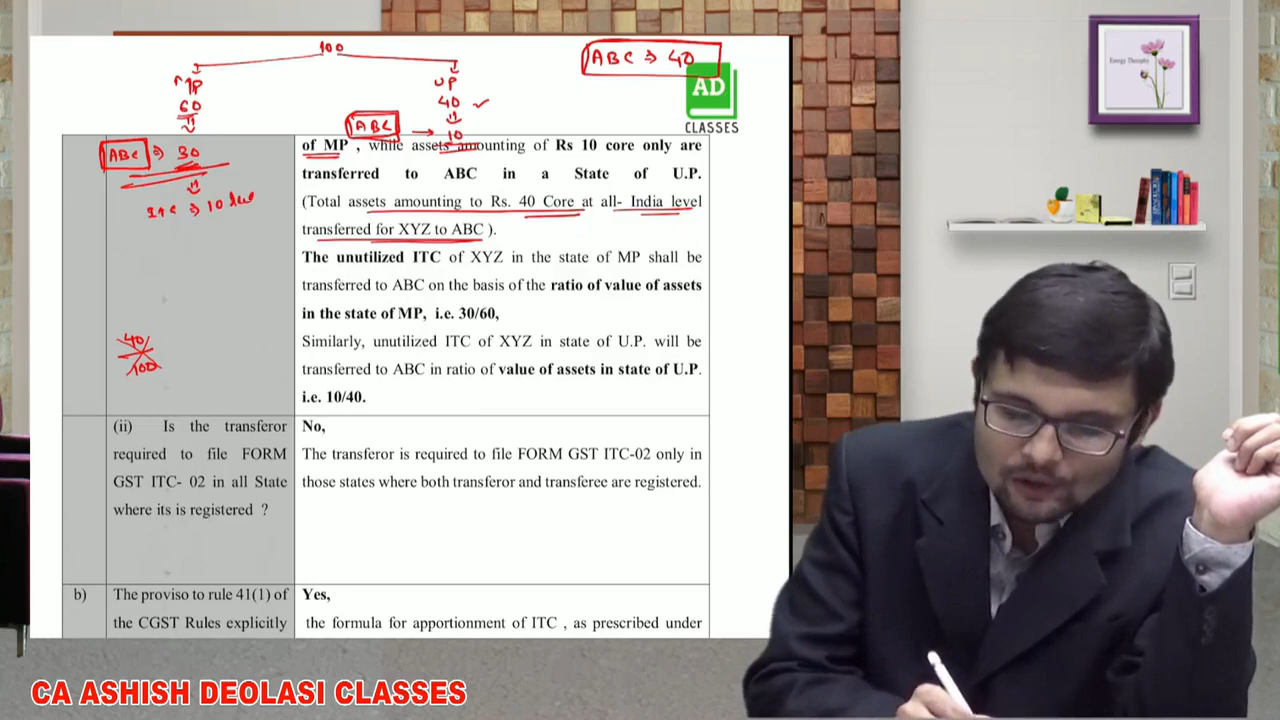 100
ABC ⇒ 40
MP
UP
60
40 ✓
ABC → 10
AD
CLASSES
Energy Therophy
ABC ⇒ 30
ITC ⇒ 10
40/
100
of MP , while assets amounting of Rs 10 core only are
transferred to ABC in a State of U.P.
(Total assets amounting to Rs. 40 Core at all- India level
transferred for XYZ to ABC ).
The unutilized ITC of XYZ in the state of MP shall be
transferred to ABC on the basis of the ratio of value of assets
in the state of MP, i.e. 30/60,
Similarly, unutilized ITC of XYZ in state of U.P. will be
transferred to ABC in ratio of value of assets in state of U.P.
i.e. 10/40.
(ii) Is the transferor
required to file FORM
GST ITC- 02 in all State
where its is registered ?
No,
The transferor is required to file FORM GST ITC-02 only in
those states where both transferor and transferee are registered.
b)
The proviso to rule 41(1) of
the CGST Rules explicitly
Yes,
the formula for apportionment of ITC , as prescribed under
CA ASHISH DEOLASI CLASSES